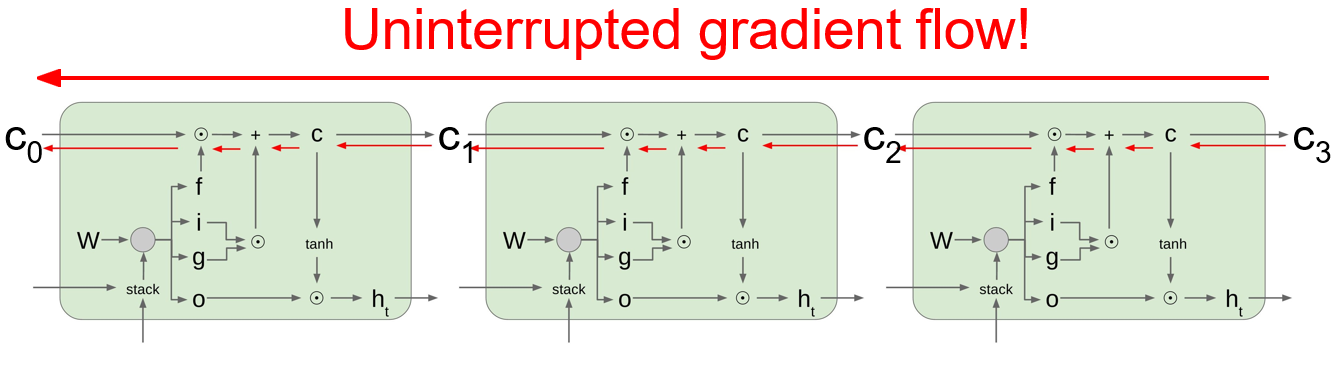 Uninterrupted gradient flow!
c0 ⊙ + c c1 ⊙ + c c2 ⊙ + c c3
f f f
i i i
W ⊙ tanh W ⊙ tanh W ⊙ tanh
g g g
stack o ⊙ ht stack o ⊙ ht stack o ⊙ ht